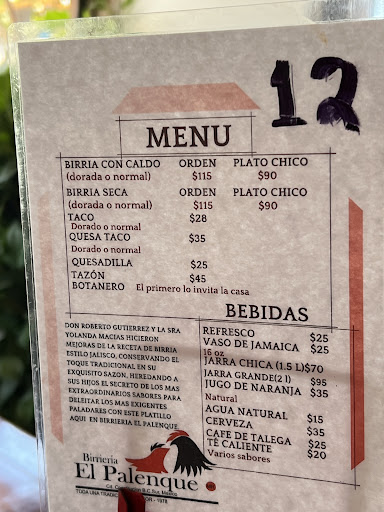 12
MENU
BIRRIA CON CALDO ORDEN PLATO CHICO
(dorada o normal) $115 $90
BIRRIA SECA ORDEN PLATO CHICO
(dorada o normal) $115 $90
TACO $28
Dorado o normal
QUESA TACO $35
Dorado o normal
QUESADILLA $25
TAZÓN $45
BOTANERO El primero lo invita la casa
BEBIDAS
DON ROBERTO GUTIERREZ Y LA SRA
YOLANDA MACIAS HICIERON
MEJORAS DE LA RECETA DE BIRRIA
ESTILO JALISCO, CONSERVANDO EL
TOQUE TRADICIONAL EN SU
EXQUISITO SAZON. HEREDANDO A
SUS HIJOS EL SECRETO DE LOS MAS
EXTRAORDINARIOS SABORES PARA
DELEITAR LOS MAS EXIGENTES
PALADARES CON ESTE PLATILLO
AQUI EN BIRRIERIA EL PALENQUE
REFRESCO $25
VASO DE JAMAICA $25
16 oz
JARRA CHICA (1.5 L)$70
JARRA GRANDE(2 l) $95
JUGO DE NARANJA $35
Natural
AGUA NATURAL $15
CERVEZA $35
CAFE DE TALEGA $25
TÉ CALIENTE $20
Varios sabores
Birrieria
El Palenque
TODA UNA 1978